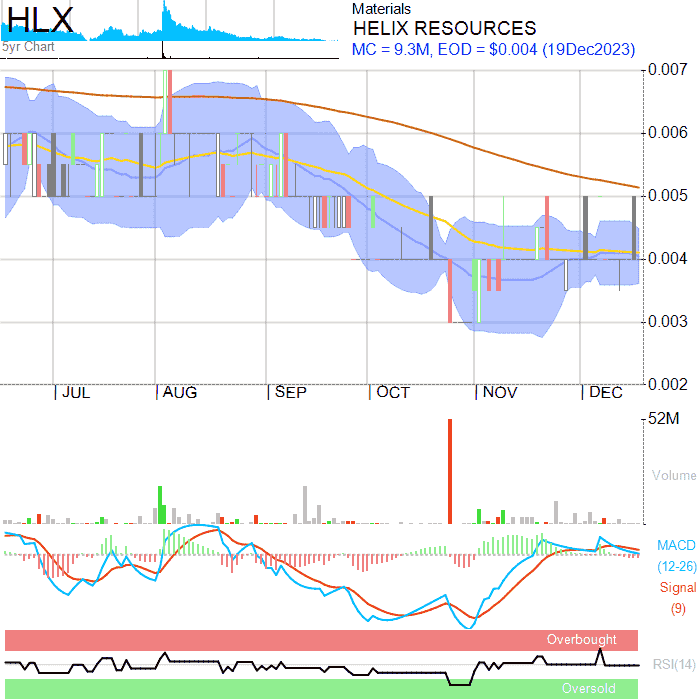 HLX
5yr Chart
Materials
HELIX RESOURCES
MC = 9.3M, EOD = $0.004 (19Dec2023)
0.007
0.006
0.005
0.004
0.003
0.002
JUL
AUG
SEP
OCT
NOV
DEC
52M
Volume
MACD
(12-26)
Signal
(9)
Overbought
RSI(14)
Oversold